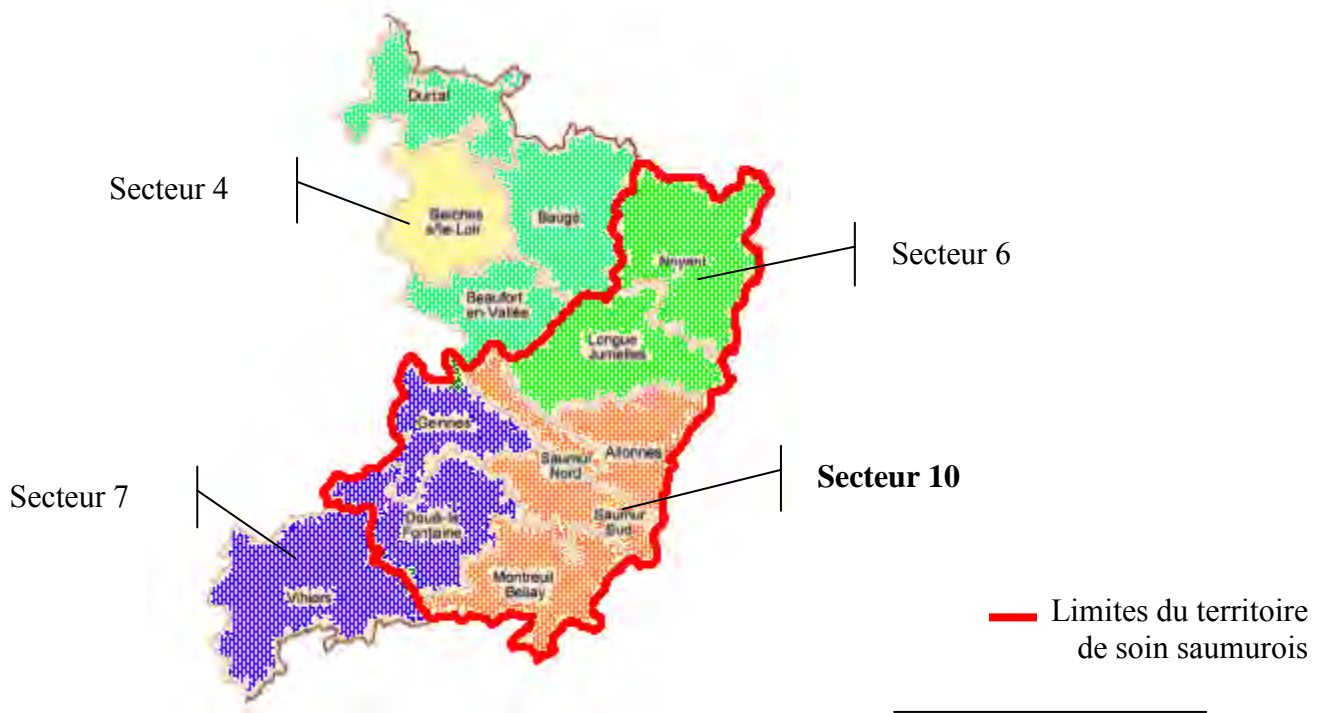 Durtal
Secteur 4
Seiches
s/le-Loir
Baugé
Noyant
Secteur 6
Beaufort
en-Vallée
Longué
Jumelles
Gennes
Saumur
Nord
Allonnes
Secteur 10
Secteur 7
Doué-la
Fontaine
Saumur
Sud
Montreuil
Bellay
Vihiers
Limites du territoire
de soin saumurois